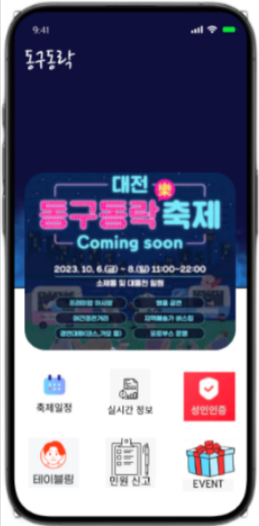 9:41
동구동락
대전
동구동락 축제
樂
Coming soon
2023. 10. 6.(금) ~ 8.(일) 11:00~22:00
소제동 및 대동천 일원
축제일정
실시간 정보
성인인증
테이블링
민원 신고
EVENT